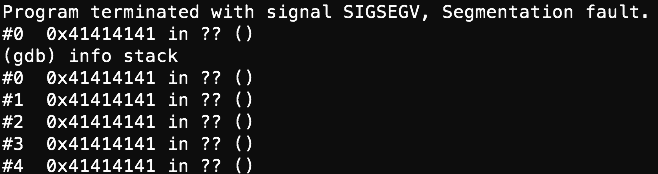 Program terminated with signal SIGSEGV, Segmentation fault.
#0  0x41414141 in ?? ()
(gdb) info stack
#0  0x41414141 in ?? ()
#1  0x41414141 in ?? ()
#2  0x41414141 in ?? ()
#3  0x41414141 in ?? ()
#4  0x41414141 in ?? ()